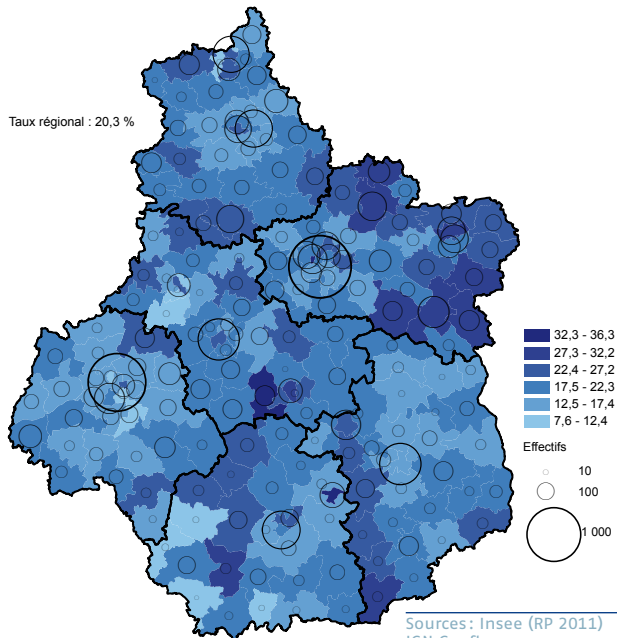 Taux régional : 20,3 %
32,3 - 36,3
27,3 - 32,2
22,4 - 27,2
17,5 - 22,3
12,5 - 17,4
7,6 - 12,4
Effectifs
10
100
1 000
Sources: Insee (RP 2011)